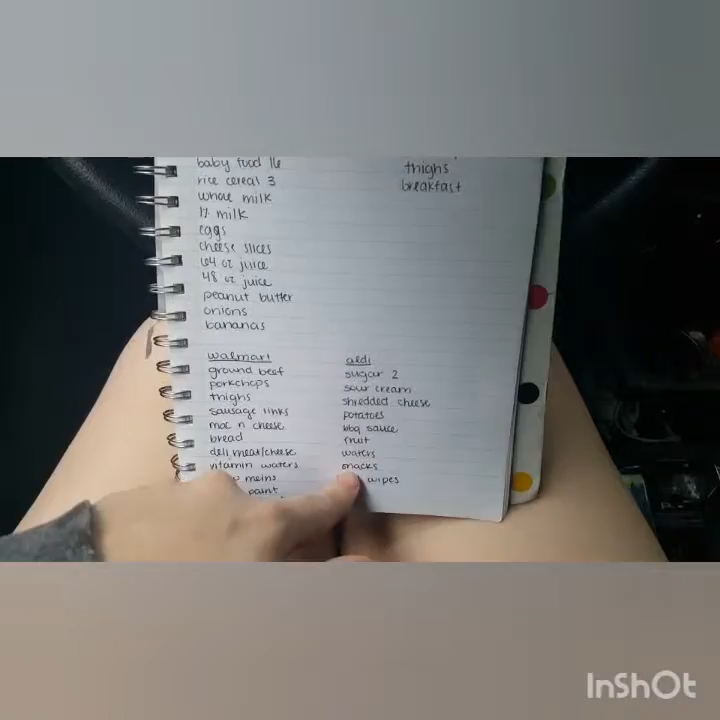 baby food 16
rice cereal 3
whole milk
1% milk
eggs
cheese slices
64 oz juice
48 oz juice
peanut butter
onions
bananas
thighs
breakfast
walmart
ground beef
porkchops
thighs
sausage links
mac n cheese
bread
deli meat/cheese
vitamin waters
meins
paint
aldi
sugar 2
sour cream
shredded cheese
potatoes
bbq sauce
fruit
waters
snacks
wipes
InShOt